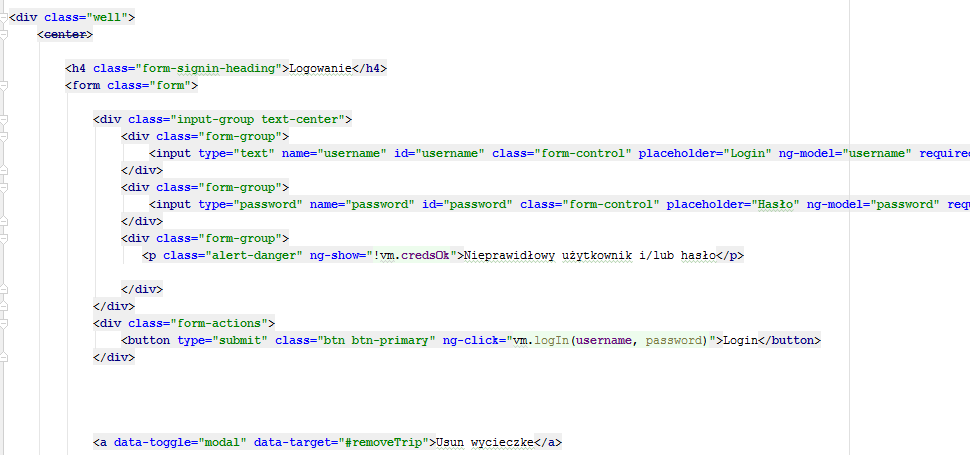 <div class="well">
<center>
<h4 class="form-signin-heading">Logowanie</h4>
<form class="form">
<div class="input-group text-center">
<div class="form-group">
<input type="text" name="username" id="username" class="form-control" placeholder="Login" ng-model="username" require
</div>
<div class="form-group">
<input type="password" name="password" id="password" class="form-control" placeholder="Hasło" ng-model="password" requ
</div>
<div class="form-group">
<p class="alert-danger" ng-show="!vm.credsOk">Nieprawidłowy użytkownik i/lub hasło</p>
</div>
</div>
<div class="form-actions">
<button type="submit" class="btn btn-primary" ng-click="vm.logIn(username, password)">Login</button>
</div>
<a data-toggle="modal" data-target="#removeTrip">Usun wycieczke</a>